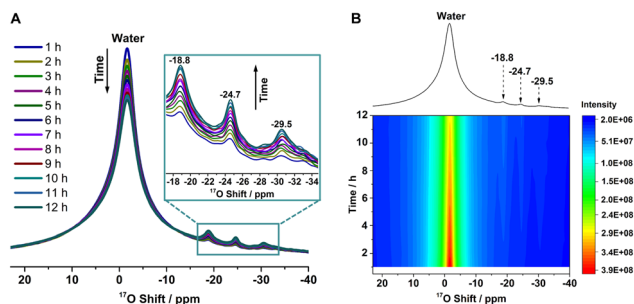 A
Water
1 h
2 h
3 h
4 h
5 h
6 h
7 h
8 h
9 h
10 h
11 h
12 h
Time
-18.8
-24.7
-29.5
Time
-18 -20 -22 -24 -26 -28 -30 -32 -34
17O Shift / ppm
20 10 0 -10 -20 -30 -40
17O Shift / ppm
B
Water
-18.8
-24.7
-29.5
Intensity
2.0E+06
8.0E+07
1.4E+08
1.8E+08
2.4E+08
2.9E+08
3.4E+08
3.9E+08
12
10
8
6
4
2
Time / h
20 10 0 -10 -20 -30 -40
17O Shift / ppm